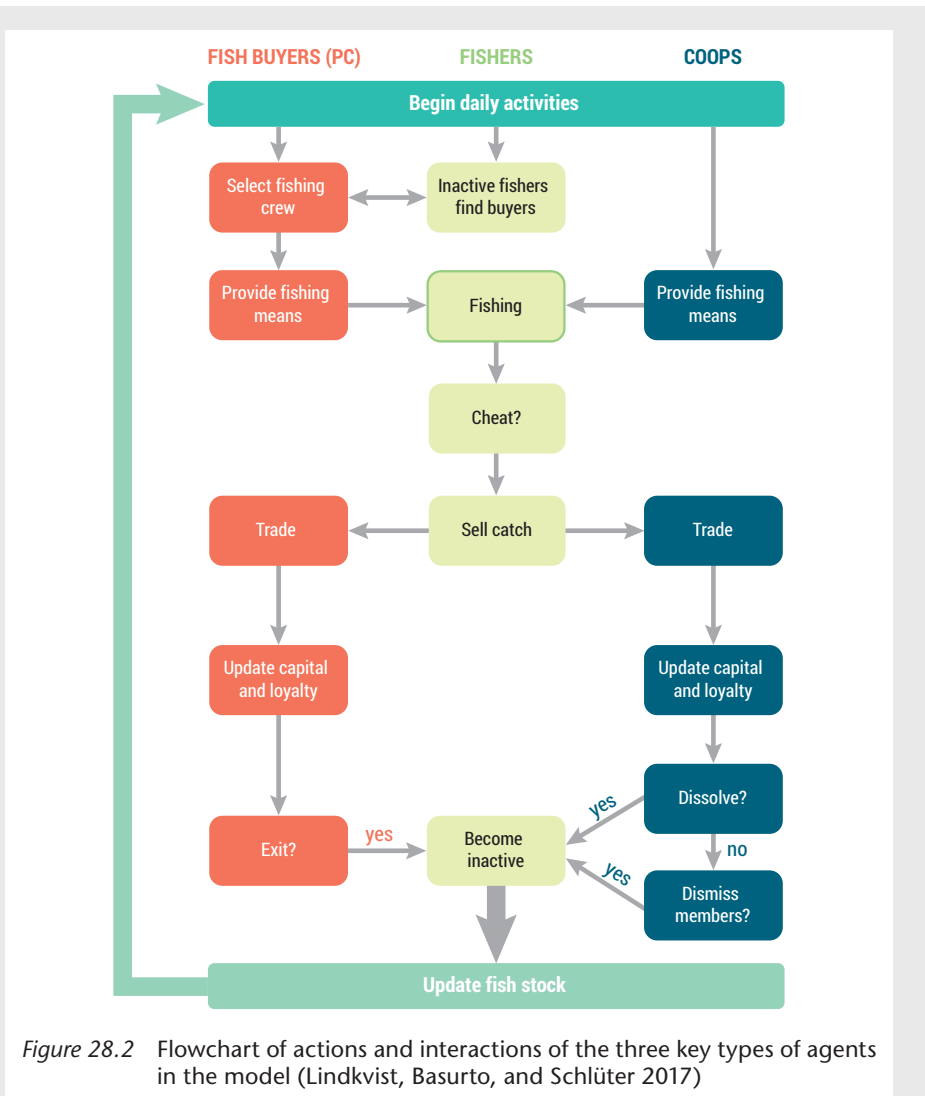 FISH BUYERS (PC) FISHERS COOPS
Begin daily activities
Select fishing
crew
Inactive fishers
find buyers
Provide fishing
means
Fishing
Provide fishing
means
Cheat?
Trade
Sell catch
Trade
Update capital
and loyalty
Update capital
and loyalty
Dissolve?
yes
no
Exit?
yes
Become
inactive
yes
Dismiss
members?
Update fish stock
Figure 28.2 Flowchart of actions and interactions of the three key types of agents
in the model (Lindkvist, Basurto, and Schlüter 2017)